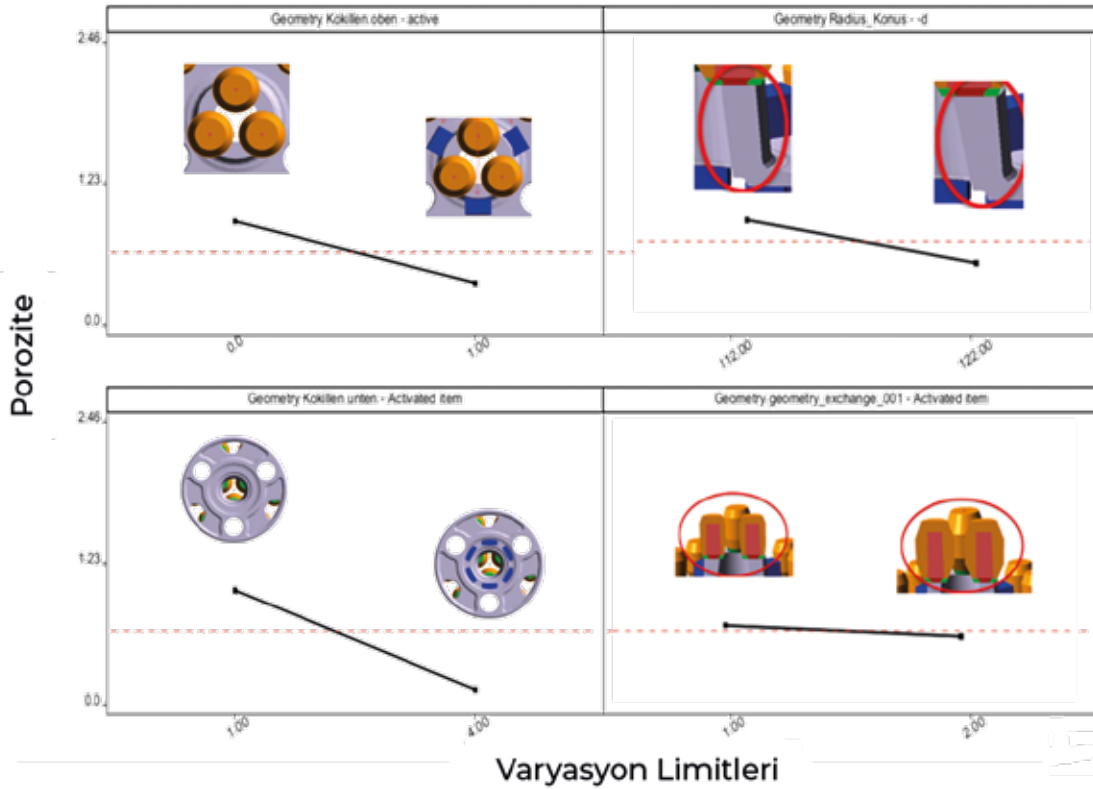 Geometry Kokillen.oben - active
Geometry Radius_Konus - -d
2.46
1.23
0.0
0.0
1.00
112.00
122.00
Porozite
Geometry Kokillen unten - Activated item
Geometry geometry_exchange_001 - Activated item
2.46
1.23
0.0
1.00
4.00
1.00
2.00
Varyasyon Limitleri